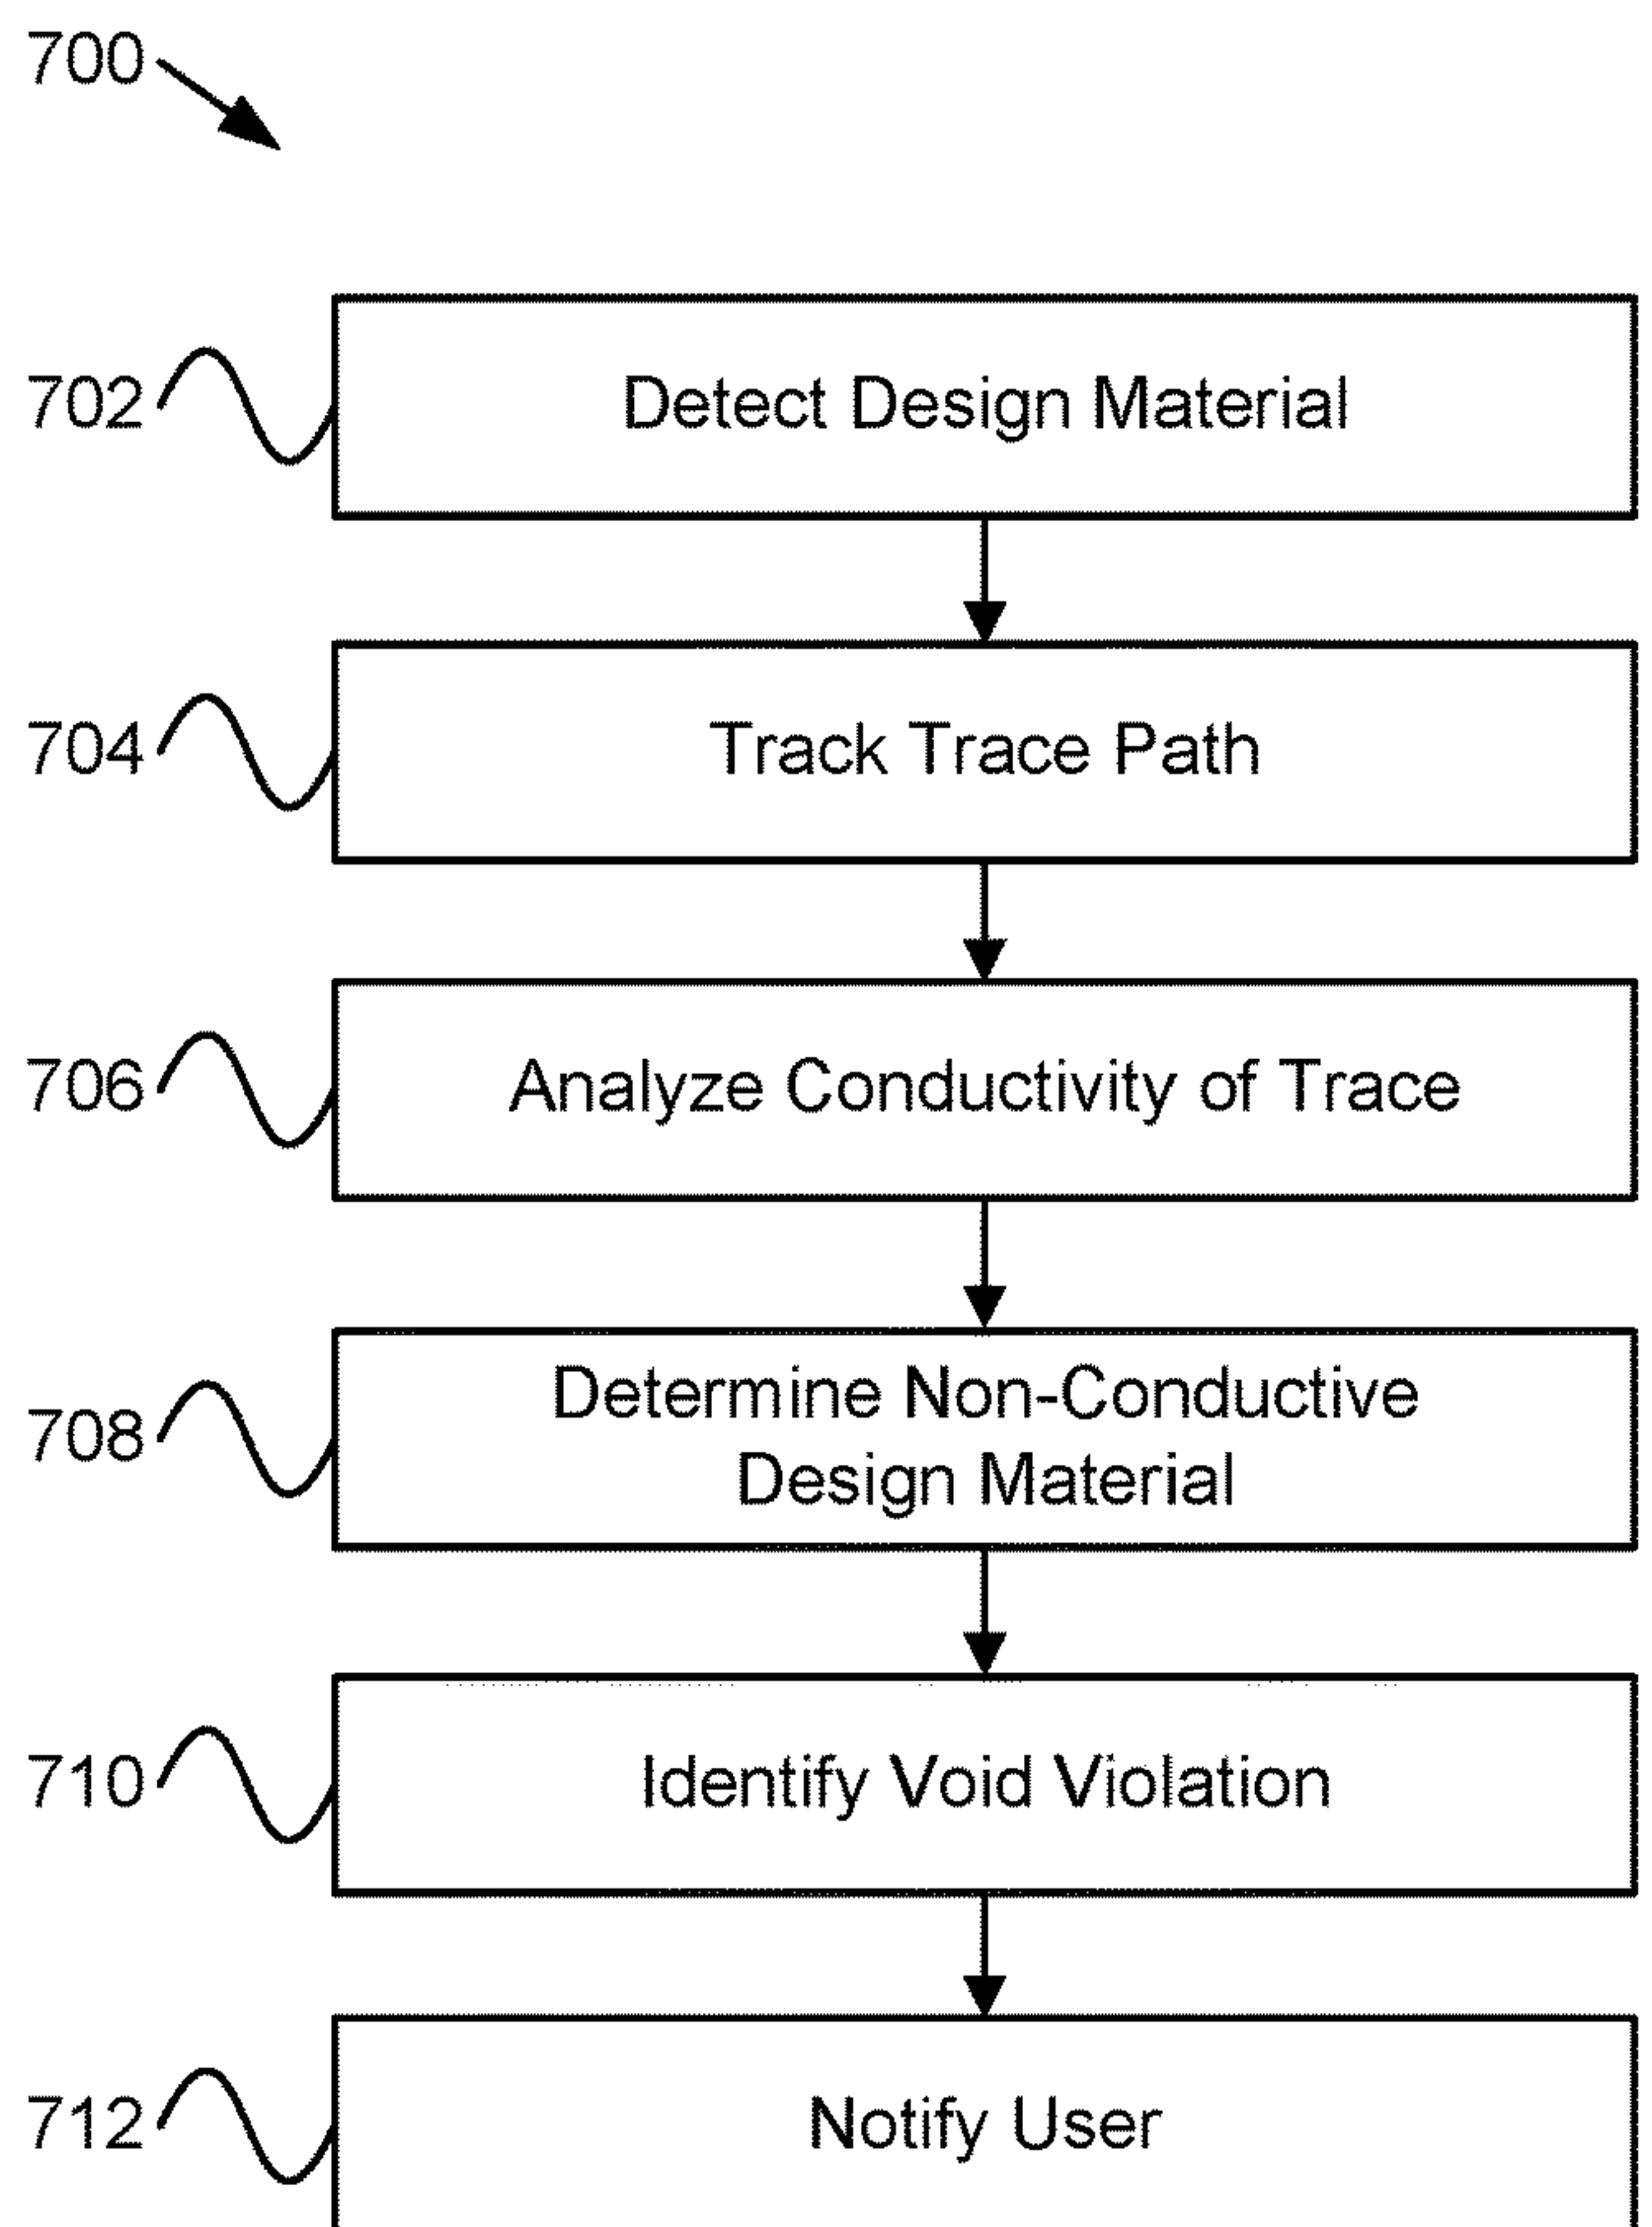 700
702
Detect Design Material
704
Track Trace Path
706
Analyze Conductivity of Trace
708
Determine Non-Conductive
Design Material
710
Identify Void Violation
712
Notify User